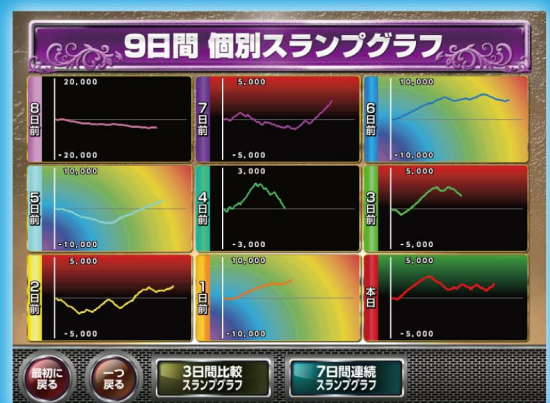 9日間 個別スランプグラフ
8日前
20,000
-20,000
7日前
5,000
-5,000
6日前
10,000
-10,000
5日前
10,000
-10,000
4日前
3,000
-3,000
3日前
5,000
-5,000
2日前
5,000
-5,000
1日前
10,000
-10,000
本日
5,000
-5,000
最初に
戻る
一つ
戻る
3日間比較
スランプグラフ
7日間連続
スランプグラフ